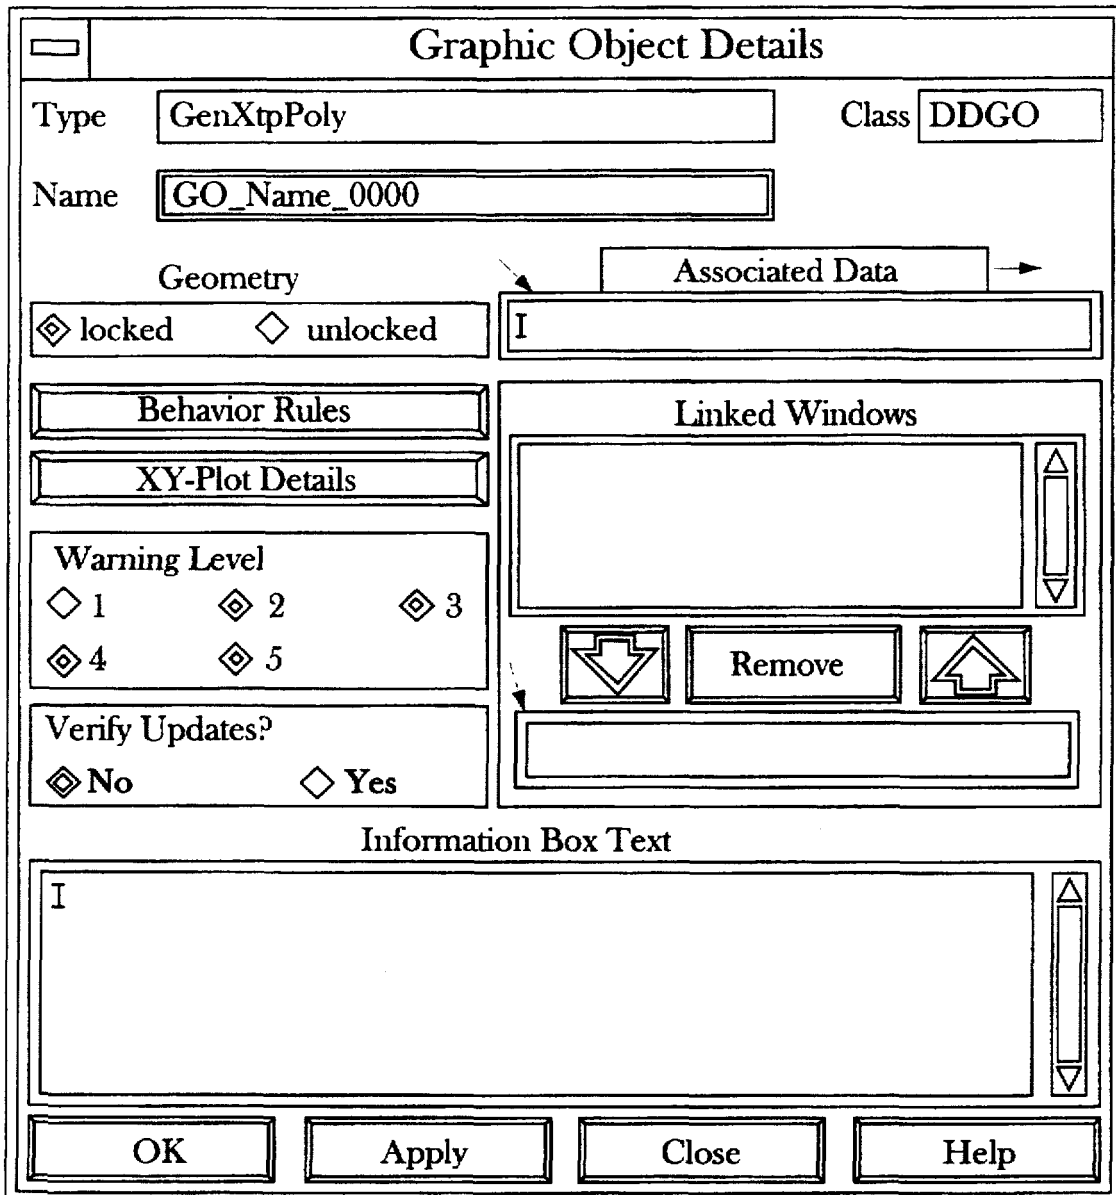 Graphic Object Details
Type GenXtpPoly Class DDGO
Name GO_Name_0000
Geometry
locked unlocked
Associated Data
I
Behavior Rules
XY-Plot Details
Warning Level
1 2 3
4 5
Verify Updates?
No Yes
Linked Windows
Remove
Information Box Text
I
OK Apply Close Help